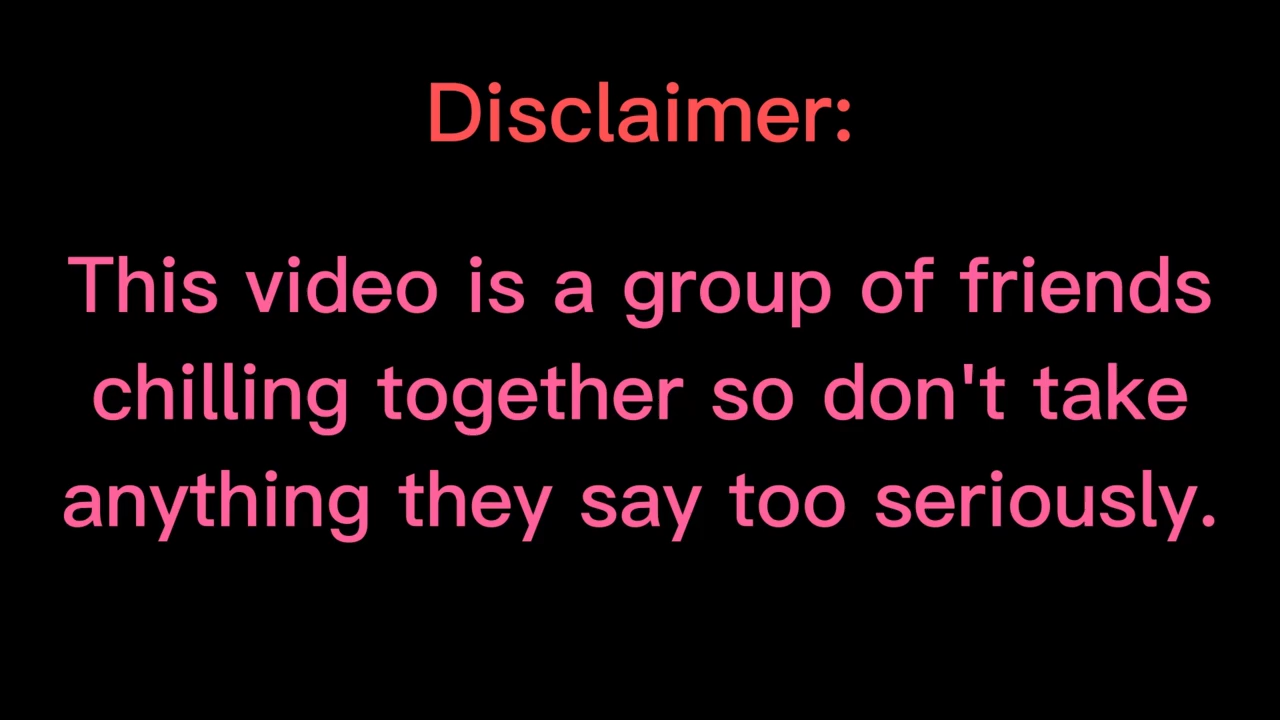 Disclaimer:
This video is a group of friends
chilling together so don't take
anything they say too seriously.